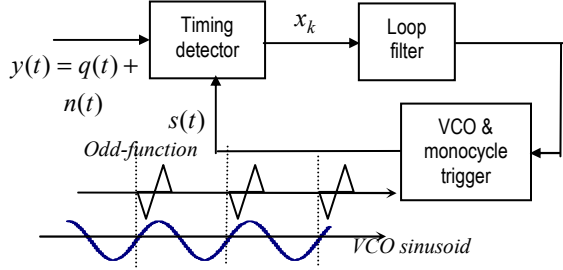 Timing
detector
x_k
Loop
filter
y(t) = q(t) +
n(t)
s(t)
VCO &
monocycle
trigger
Odd-function
VCO sinusoid